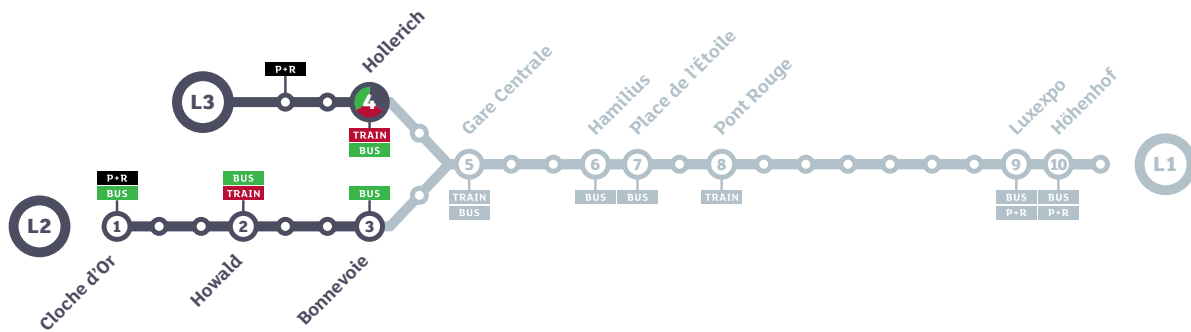 Hollerich
P+R
L3
4
TRAIN
BUS
Gare Centrale
Hamilius
Place de l'Étoile
Pont Rouge
Luxexpo
Höhenhof
5
6
7
8
9
10
L1
TRAIN
BUS
BUS
BUS
TRAIN
BUS
P+R
BUS
P+R
P+R
BUS
BUS
TRAIN
BUS
L2
1
2
3
Cloche d'Or
Howald
Bonnevoie